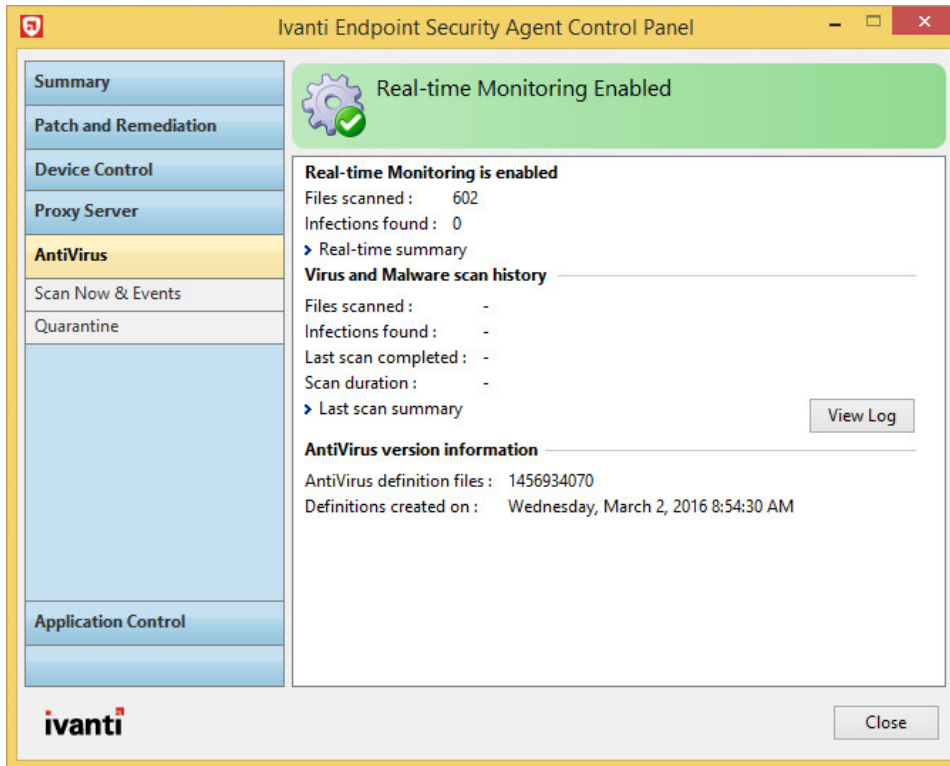 Ivanti Endpoint Security Agent Control Panel
Summary
Patch and Remediation
Device Control
Proxy Server
AntiVirus
Scan Now & Events
Quarantine
Application Control
Real-time Monitoring Enabled
Real-time Monitoring is enabled
Files scanned : 602
Infections found : 0
Real-time summary
Virus and Malware scan history
Files scanned : -
Infections found : -
Last scan completed : -
Scan duration : -
Last scan summary
View Log
AntiVirus version information
AntiVirus definition files : 1456934070
Definitions created on : Wednesday, March 2, 2016 8:54:30 AM
ivanti
Close